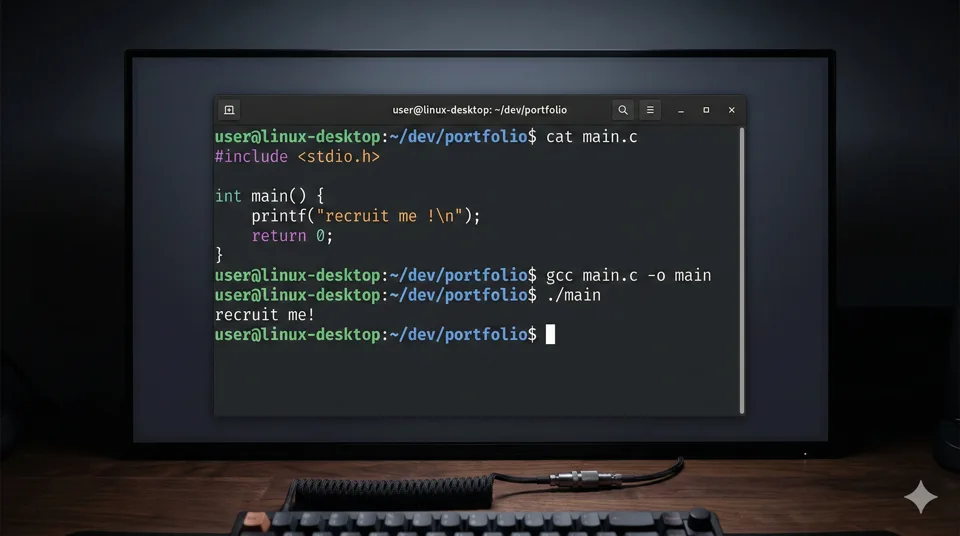 user@linux-desktop: ~/dev/portfolio
user@linux-desktop:~/dev/portfolio$ cat main.c
#include <stdio.h>
int main() {
    printf("recruit me !\n");
    return 0;
}
user@linux-desktop:~/dev/portfolio$ gcc main.c -o main
user@linux-desktop:~/dev/portfolio$ ./main
recruit me!
user@linux-desktop:~/dev/portfolio$